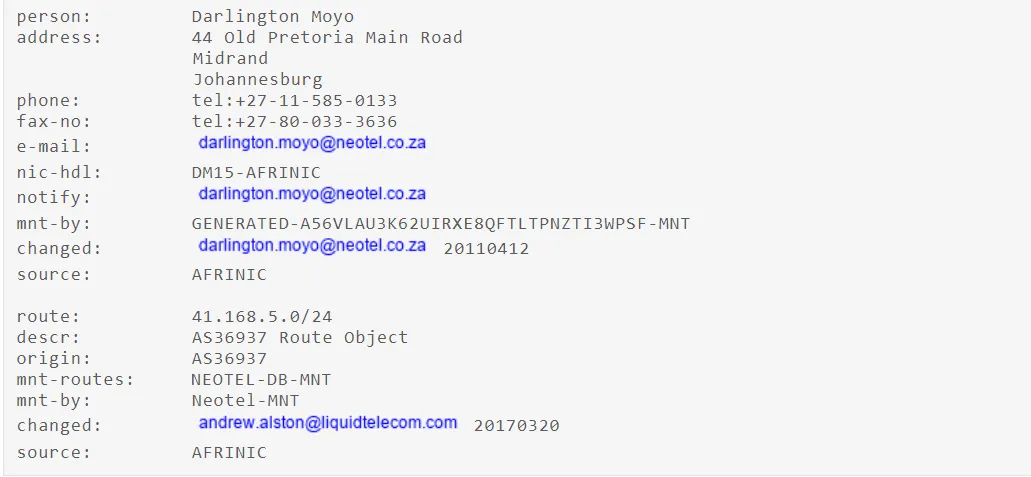 person: Darlington Moyo
address: 44 Old Pretoria Main Road
Midrand
Johannesburg
phone: tel:+27-11-585-0133
fax-no: tel:+27-80-033-3636
e-mail: darlington.moyo@neotel.co.za
nic-hdl: DM15-AFRINIC
notify: darlington.moyo@neotel.co.za
mnt-by: GENERATED-A56VLAU3K62UIRXE8QFTLTPNZTI3WPSF-MNT
changed: darlington.moyo@neotel.co.za 20110412
source: AFRINIC
route: 41.168.5.0/24
descr: AS36937 Route Object
origin: AS36937
mnt-routes: NEOTEL-DB-MNT
mnt-by: Neotel-MNT
changed: andrew.alston@liquidtelecom.com 20170320
source: AFRINIC